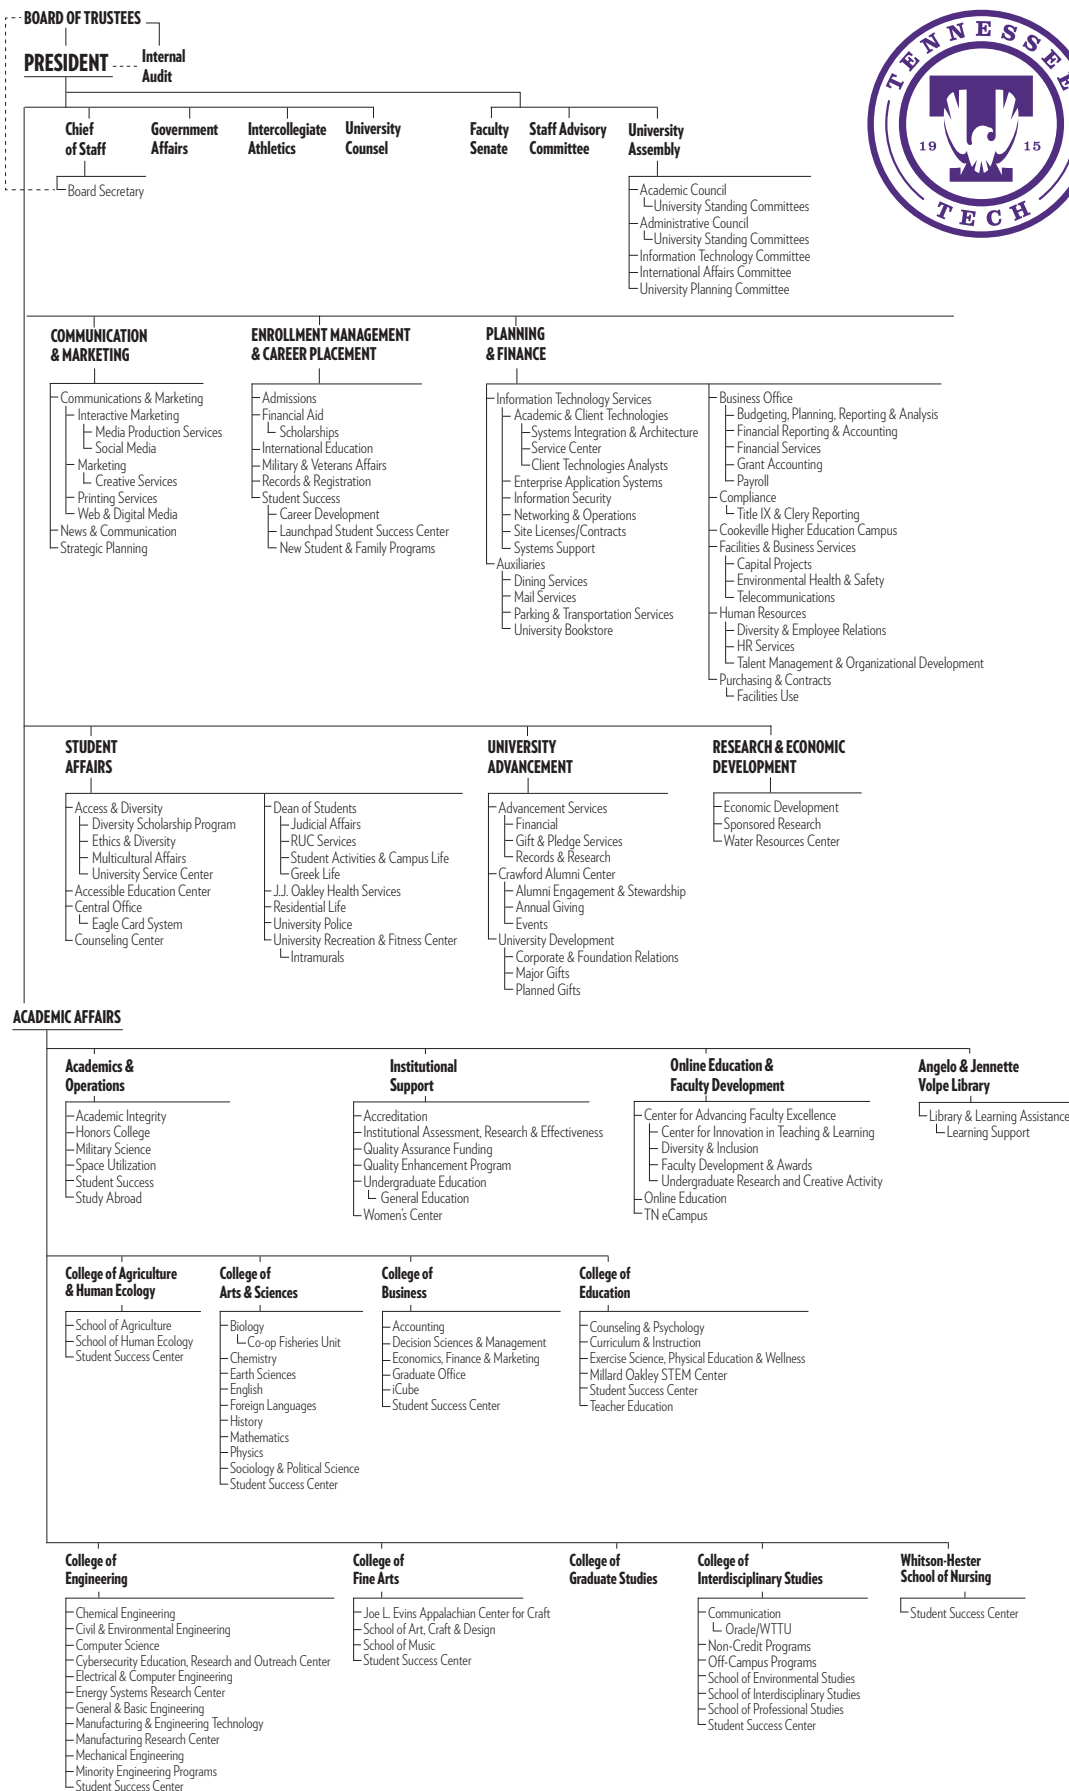 BOARD OF TRUSTEES
PRESIDENT
Internal
Audit
TENNESSEE
19 15
TECH
Chief
of Staff
Government
Affairs
Intercollegiate
Athletics
University
Counsel
Faculty
Senate
Staff Advisory
Committee
University
Assembly
Board Secretary
Academic Council
University Standing Committees
Administrative Council
University Standing Committees
Information Technology Committee
International Affairs Committee
University Planning Committee
COMMUNICATION
& MARKETING
Communications & Marketing
Interactive Marketing
Media Production Services
Social Media
Marketing
Creative Services
Printing Services
Web & Digital Media
News & Communication
Strategic Planning
ENROLLMENT MANAGEMENT
& CAREER PLACEMENT
Admissions
Financial Aid
Scholarships
International Education
Military & Veterans Affairs
Records & Registration
Student Success
Career Development
Launchpad Student Success Center
New Student & Family Programs
PLANNING
& FINANCE
Information Technology Services
Academic & Client Technologies
Systems Integration & Architecture
Service Center
Client Technologies Analysts
Enterprise Application Systems
Information Security
Networking & Operations
Site Licenses/Contracts
Systems Support
Auxiliaries
Dining Services
Mail Services
Parking & Transportation Services
University Bookstore
Business Office
Budgeting, Planning, Reporting & Analysis
Financial Reporting & Accounting
Financial Services
Grant Accounting
Payroll
Compliance
Title IX & Clery Reporting
Cookeville Higher Education Campus
Facilities & Business Services
Capital Projects
Environmental Health & Safety
Telecommunications
Human Resources
Diversity & Employee Relations
HR Services
Talent Management & Organizational Development
Purchasing & Contracts
Facilities Use
STUDENT
AFFAIRS
Access & Diversity
Diversity Scholarship Program
Ethics & Diversity
Multicultural Affairs
University Service Center
Accessible Education Center
Central Office
Eagle Card System
Counseling Center
Dean of Students
Judicial Affairs
RUC Services
Student Activities & Campus Life
Greek Life
J.J. Oakley Health Services
Residential Life
University Police
University Recreation & Fitness Center
Intramurals
UNIVERSITY
ADVANCEMENT
Advancement Services
Financial
Gift & Pledge Services
Records & Research
Crawford Alumni Center
Alumni Engagement & Stewardship
Annual Giving
Events
University Development
Corporate & Foundation Relations
Major Gifts
Planned Gifts
RESEARCH & ECONOMIC
DEVELOPMENT
Economic Development
Sponsored Research
Water Resources Center
ACADEMIC AFFAIRS
Academics &
Operations
Academic Integrity
Honors College
Military Science
Space Utilization
Student Success
Study Abroad
Institutional
Support
Accreditation
Institutional Assessment, Research & Effectiveness
Quality Assurance Funding
Quality Enhancement Program
Undergraduate Education
General Education
Women's Center
Online Education &
Faculty Development
Center for Advancing Faculty Excellence
Center for Innovation in Teaching & Learning
Diversity & Inclusion
Faculty Development & Awards
Undergraduate Research and Creative Activity
Online Education
TN eCampus
Angelo & Jennette
Volpe Library
Library & Learning Assistance
Learning Support
College of Agriculture
& Human Ecology
School of Agriculture
School of Human Ecology
Student Success Center
College of
Arts & Sciences
Biology
Co-op Fisheries Unit
Chemistry
Earth Sciences
English
Foreign Languages
History
Mathematics
Physics
Sociology & Political Science
Student Success Center
College of
Business
Accounting
Decision Sciences & Management
Economics, Finance & Marketing
Graduate Office
iCube
Student Success Center
College of
Education
Counseling & Psychology
Curriculum & Instruction
Exercise Science, Physical Education & Wellness
Millard Oakley STEM Center
Student Success Center
Teacher Education
College of
Engineering
Chemical Engineering
Civil & Environmental Engineering
Computer Science
Cybersecurity Education, Research and Outreach Center
Electrical & Computer Engineering
Energy Systems Research Center
General & Basic Engineering
Manufacturing & Engineering Technology
Manufacturing Research Center
Mechanical Engineering
Minority Engineering Programs
Student Success Center
College of
Fine Arts
Joe L. Evins Appalachian Center for Craft
School of Art, Craft & Design
School of Music
Student Success Center
College of
Graduate Studies
College of
Interdisciplinary Studies
Communication
Oracle/WTTU
Non-Credit Programs
Off-Campus Programs
School of Environmental Studies
School of Interdisciplinary Studies
School of Professional Studies
Student Success Center
Whitson-Hester
School of Nursing
Student Success Center